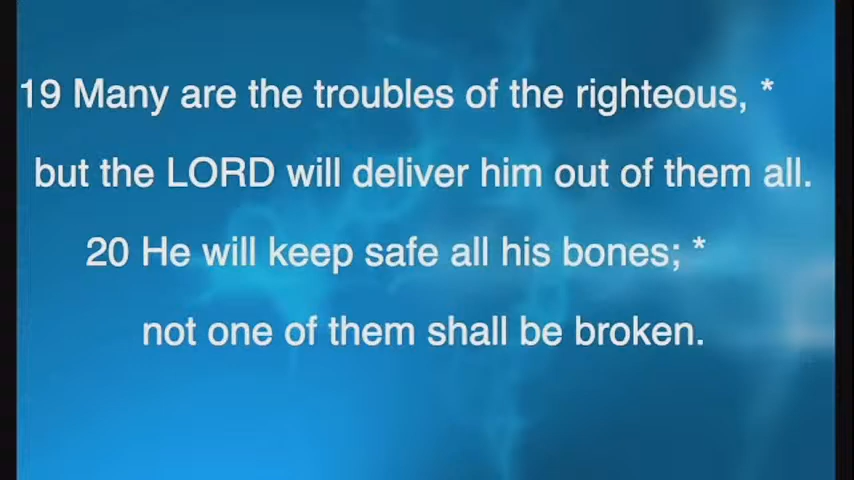 19 Many are the troubles of the righteous, *
but the LORD will deliver him out of them all.
20 He will keep safe all his bones; *
not one of them shall be broken.